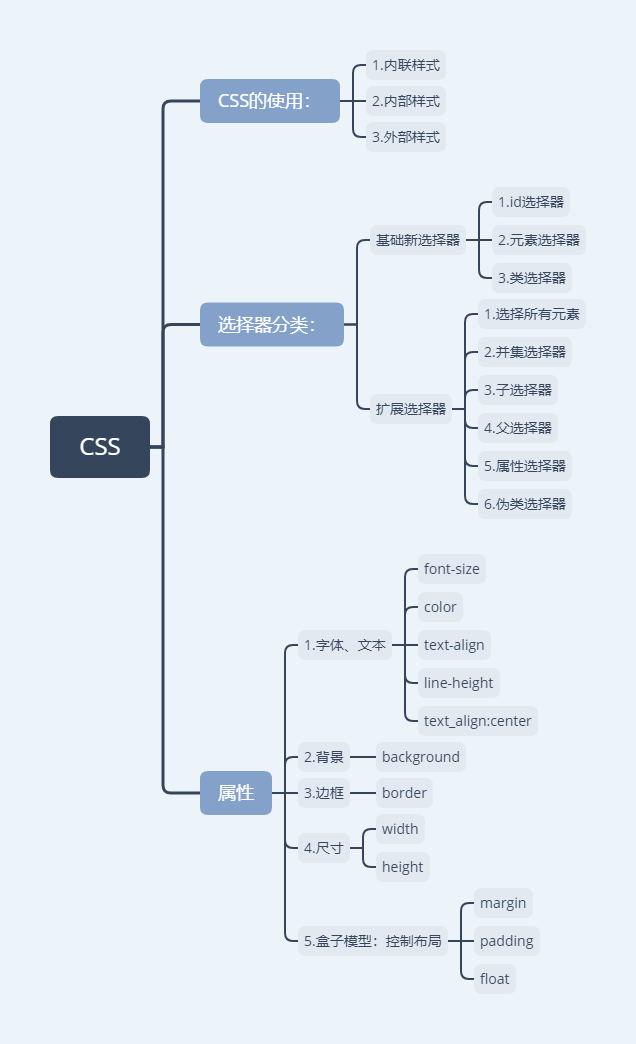 CSS
CSS的使用：
1.内联样式
2.内部样式
3.外部样式
选择器分类：
基础新选择器
1.id选择器
2.元素选择器
3.类选择器
扩展选择器
1.选择所有元素
2.并集选择器
3.子选择器
4.父选择器
5.属性选择器
6.伪类选择器
属性
1.字体、文本
font-size
color
text-align
line-height
text_align:center
2.背景
background
3.边框
border
4.尺寸
width
height
5.盒子模型：控制布局
margin
padding
float